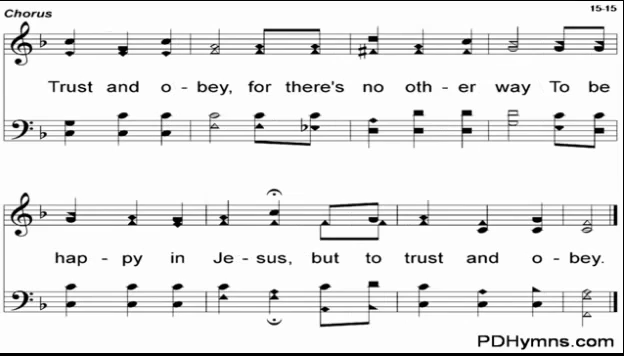 Chorus 15-15
Trust and o - bey, for there's no oth - er way To be
hap - py in Je - sus, but to trust and o - bey.
PDHymns.com